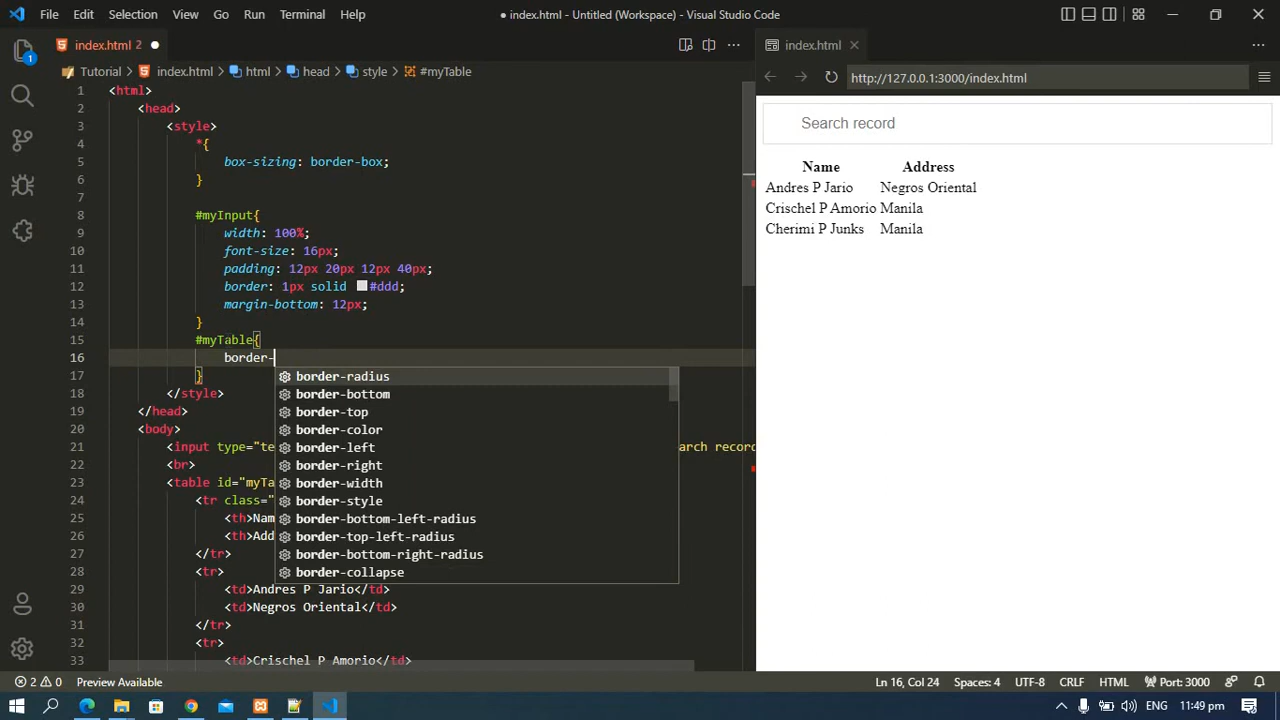 File Edit Selection View Go Run Terminal Help
● index.html - Untitled (Workspace) - Visual Studio Code
index.html 2 ●
index.html
1
Tutorial > index.html > html > head > style > #myTable
http://127.0.0.1:3000/index.html
1 <html>
2 <head>
3 <style>
4 *{
5 box-sizing: border-box;
6 }
7
8 #myInput{
9 width: 100%;
10 font-size: 16px;
11 padding: 12px 20px 12px 40px;
12 border: 1px solid #ddd;
13 margin-bottom: 12px;
14 }
15 #myTable{
16 border-
17 }
18 </style>
19 </head>
20 <body>
21 <input type="te arch record
22 <br>
23 <table id="myTa
24 <tr class="
25 <th>Nam
26 <th>Add
27 </tr>
28 <tr>
29 <td>Andres P Jario</td>
30 <td>Negros Oriental</td>
31 </tr>
32 <tr>
33 <td>Crischel P Amorio</td>
border-radius
border-bottom
border-top
border-color
border-left
border-right
border-width
border-style
border-bottom-left-radius
border-top-left-radius
border-bottom-right-radius
border-collapse
Search record
Name Address
Andres P Jario Negros Oriental
Crischel P Amorio Manila
Cherimi P Junks Manila
2 0 Preview Available
Ln 16, Col 24 Spaces: 4 UTF-8 CRLF HTML Port: 3000
ENG 11:49 pm